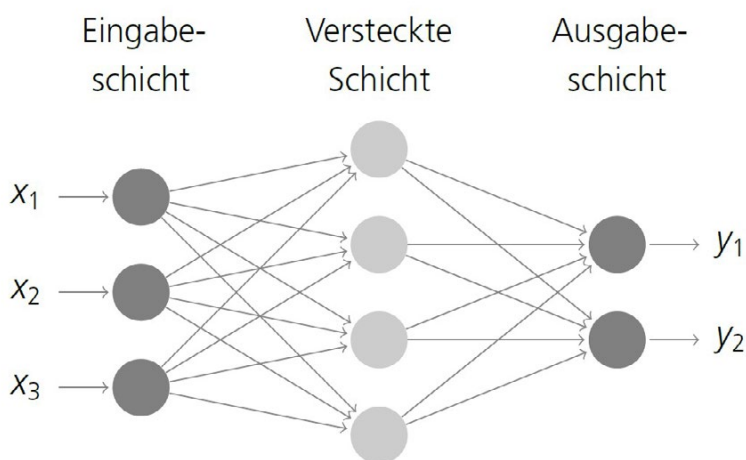 Eingabe-
schicht
Versteckte
Schicht
Ausgabe-
schicht
x1
x2
x3
y1
y2